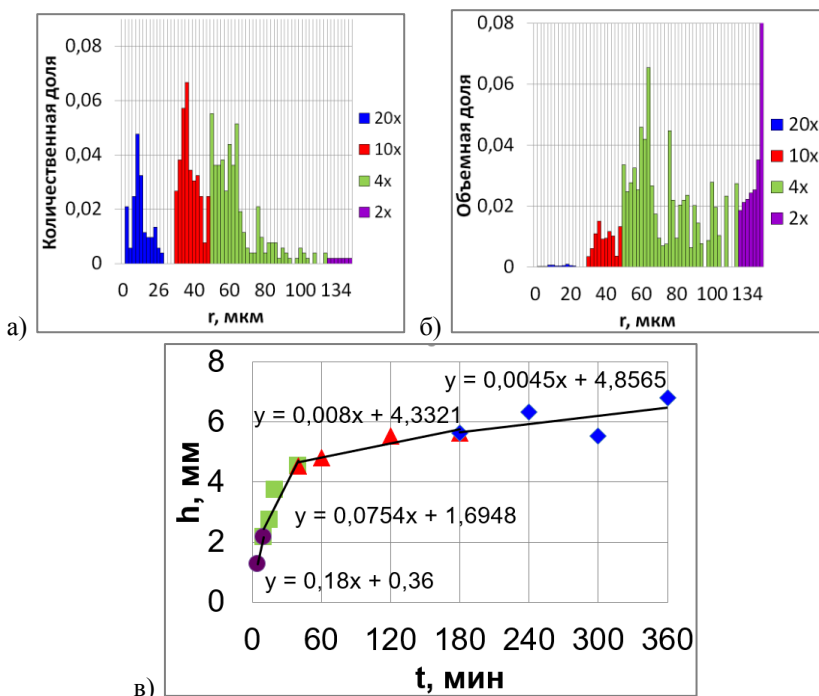 0,08
0,06
0,04
0,02
0
Количественная доля
0 26 40 60 80 100 134
r, мкм
20x
10x
4x
2x
а)
0,08
0,06
0,04
0,02
0
Объемная доля
0 20 40 60 80 100 134
r, мкм
20x
10x
4x
2x
б)
8
6
4
2
0
h, мм
y = 0,0045x + 4,8565
y = 0,008x + 4,3321
y = 0,0754x + 1,6948
y = 0,18x + 0,36
0 60 120 180 240 300 360
t, мин
в)